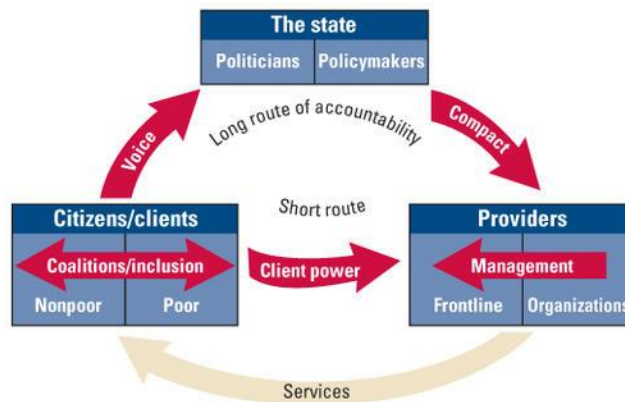 The state
Politicians Policymakers
Long route of accountability
Voice
Compact
Short route
Citizens/clients
Providers
Coalitions/inclusion
Client power
Management
Nonpoor Poor
Frontline Organizations
Services